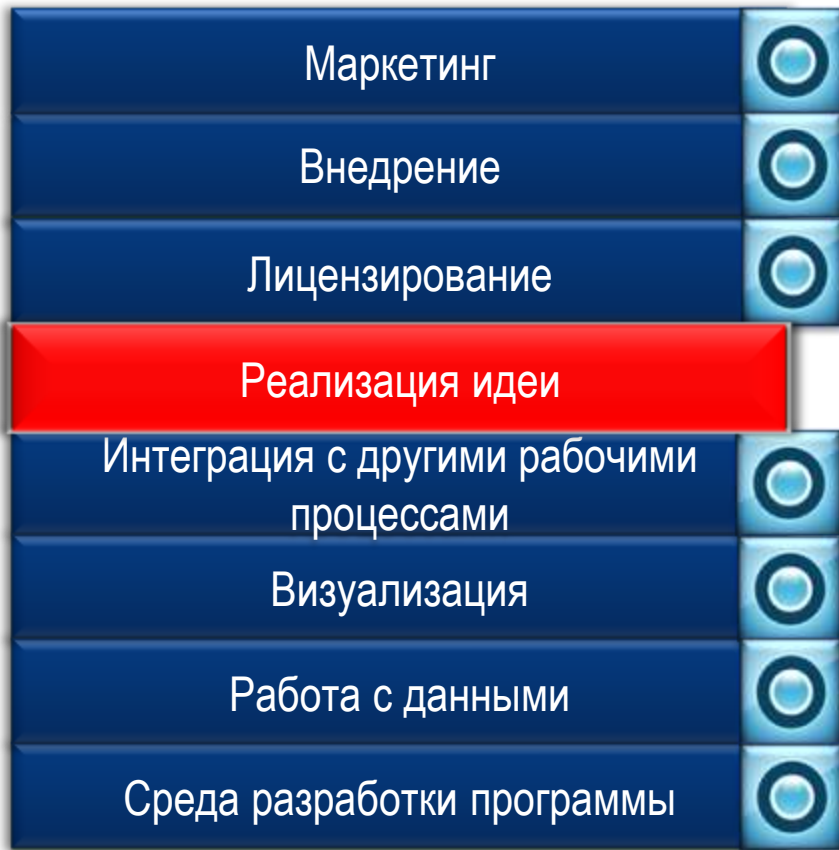 Маркетинг
Внедрение
Лицензирование
Реализация идеи
Интеграция с другими рабочими
процессами
Визуализация
Работа с данными
Среда разработки программы